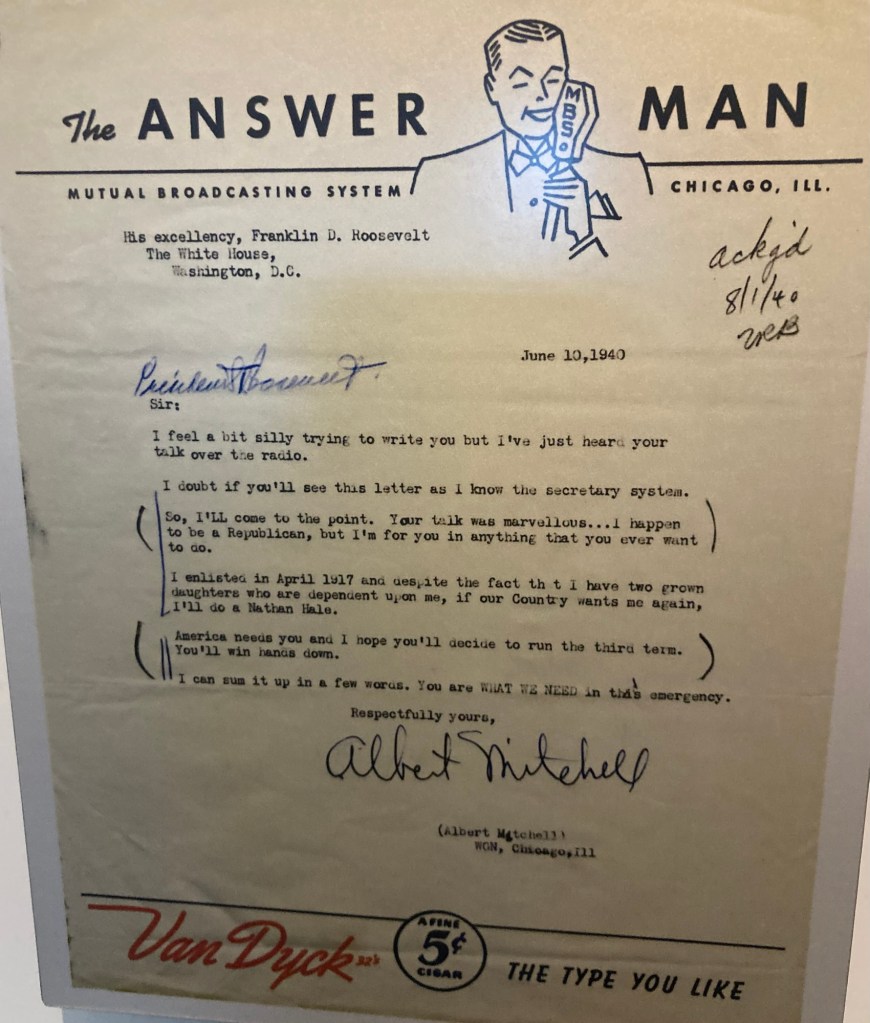 The ANSWER MAN
MBS
MUTUAL BROADCASTING SYSTEM CHICAGO, ILL.
His excellency, Franklin D. Roosevelt
The White House,
Washington, D.C.
ackg'd
8/1/40
June 10,1940
President Roosevelt.
Sir:
I feel a bit silly trying to write you but I've just heard your
talk over the radio.
I doubt if you'll see this letter as I know the secretary system.
So, I'LL come to the point. Your talk was marvellous...I happen
to be a Republican, but I'm for you in anything that you ever want
to do.
I enlisted in April 1917 and despite the fact th t I have two grown
daughters who are dependent upon me, if our Country wants me again,
I'll do a Nathan Hale.
America needs you and I hope you'll decide to run the third term.
You'll win hands down.
I can sum it up in a few words. You are WHAT WE NEED in this emergency.
Respectfully yours,
Albert Mitchell
(Albert Mitchell)
WGN, Chicago,Ill
Van Dyck 32's
A FINE
5¢
CIGAR
THE TYPE YOU LIKE